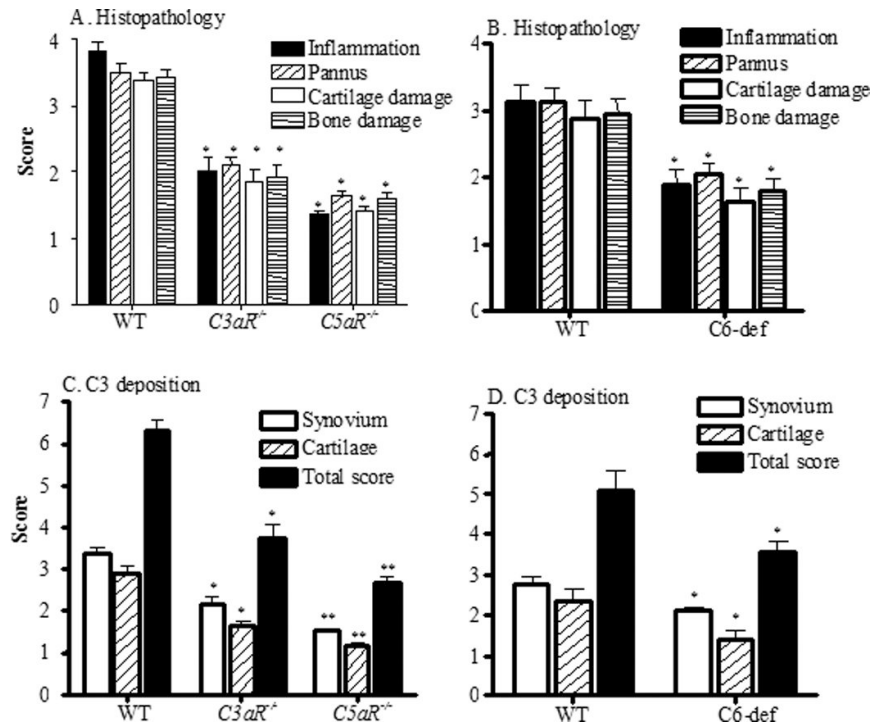 A. Histopathology
4
3
2
1
0
Score
Inflammation
Pannus
Cartilage damage
Bone damage
* * * *
* * * *
WT
C3aR-/-
C5aR-/-
B. Histopathology
4
3
2
1
0
Inflammation
Pannus
Cartilage damage
Bone damage
* * * *
WT
C6-def
C. C3 deposition
7
6
5
4
3
2
1
0
Score
Synovium
Cartilage
Total score
* * *
** ** **
WT
C3aR-/-
C5aR-/-
D. C3 deposition
7
6
5
4
3
2
1
0
Synovium
Cartilage
Total score
* * *
WT
C6-def